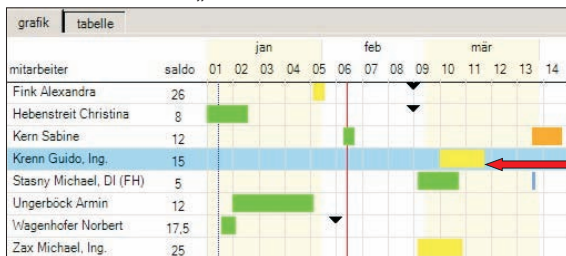 grafik tabelle
jan feb mär
mitarbeiter saldo 01 02 03 04 05 06 07 08 09 10 11 12 13 14
Fink Alexandra 26
Hebenstreit Christina 8
Kern Sabine 12
Krenn Guido, Ing. 15
Stasny Michael, DI (FH) 5
Ungerböck Armin 12
Wagenhofer Norbert 17,5
Zax Michael, Ing. 25